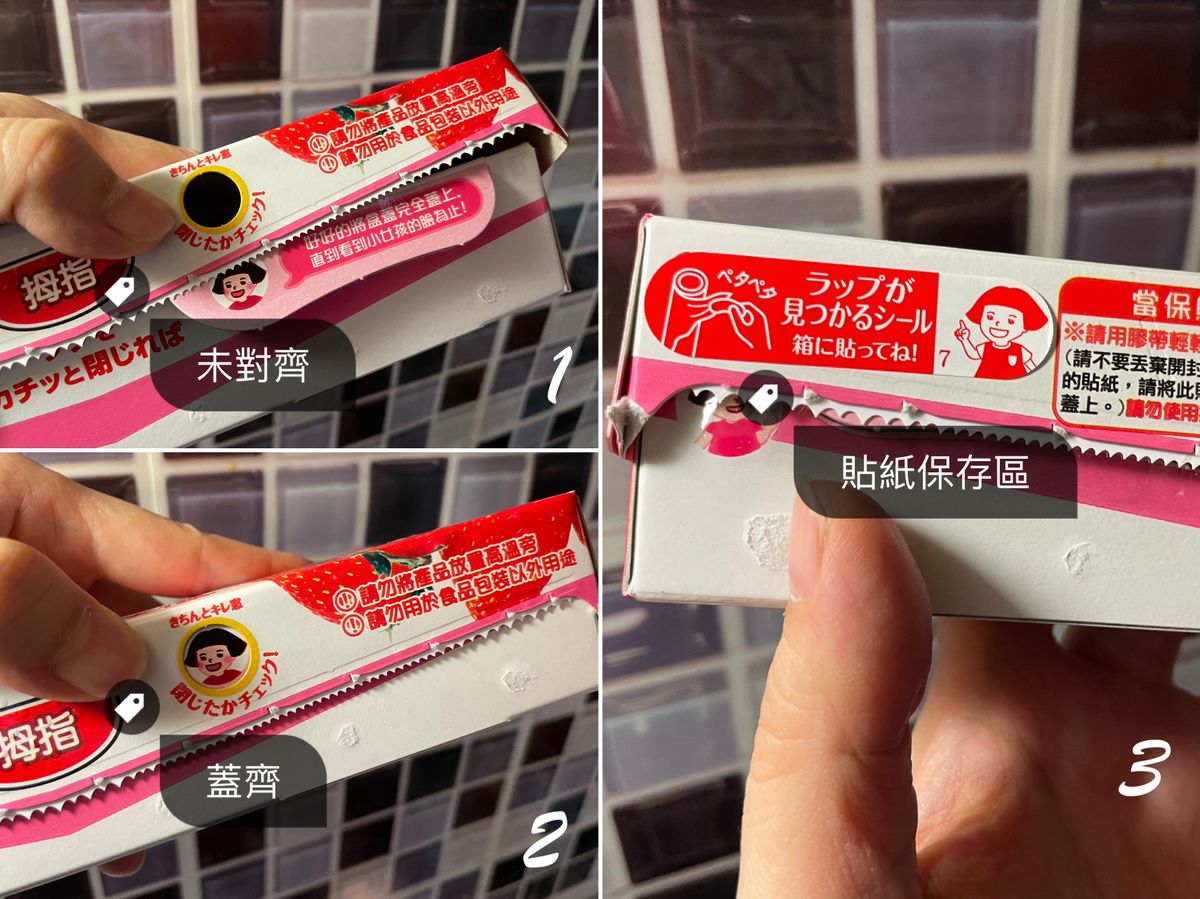 請勿將產品放置高溫旁
請勿用於食品包裝以外用途
きちんとキレ窓
閉じたかチェック!
好好的將盒蓋完全蓋上,
直到看到小女孩的臉為止!
拇指
カチッと閉じれば
未對齊
1
請勿將產品放置高溫旁
請勿用於食品包裝以外用途
きちんとキレ窓
閉じたかチェック!
拇指
蓋齊
2
ペタペタ
ラップが
見つかるシール
箱に貼ってね!
7
當保
※請用膠帶輕
(請不要丟棄開封
的貼紙,請將此
蓋上。)請勿使用
貼紙保存區
3